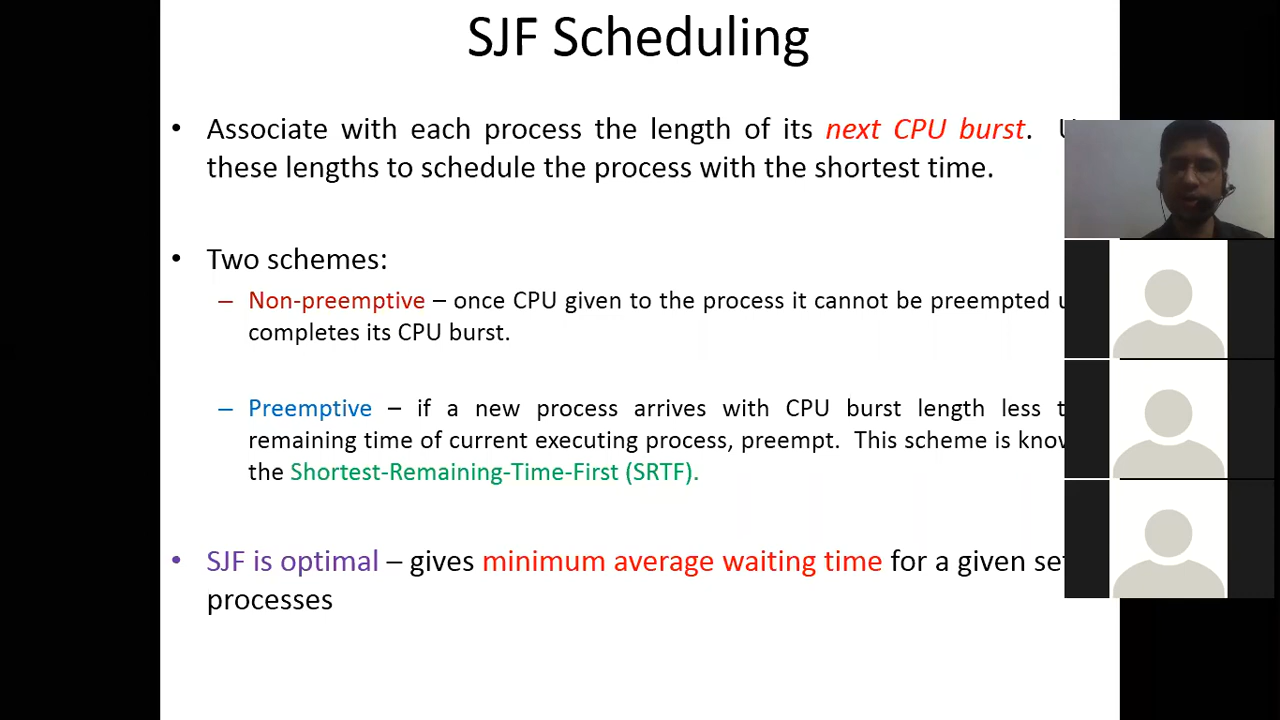 SJF Scheduling
• Associate with each process the length of its next CPU burst.
these lengths to schedule the process with the shortest time.
• Two schemes:
– Non-preemptive – once CPU given to the process it cannot be preempted
completes its CPU burst.
– Preemptive – if a new process arrives with CPU burst length less
remaining time of current executing process, preempt. This scheme is
the Shortest-Remaining-Time-First (SRTF).
• SJF is optimal – gives minimum average waiting time for a given
processes